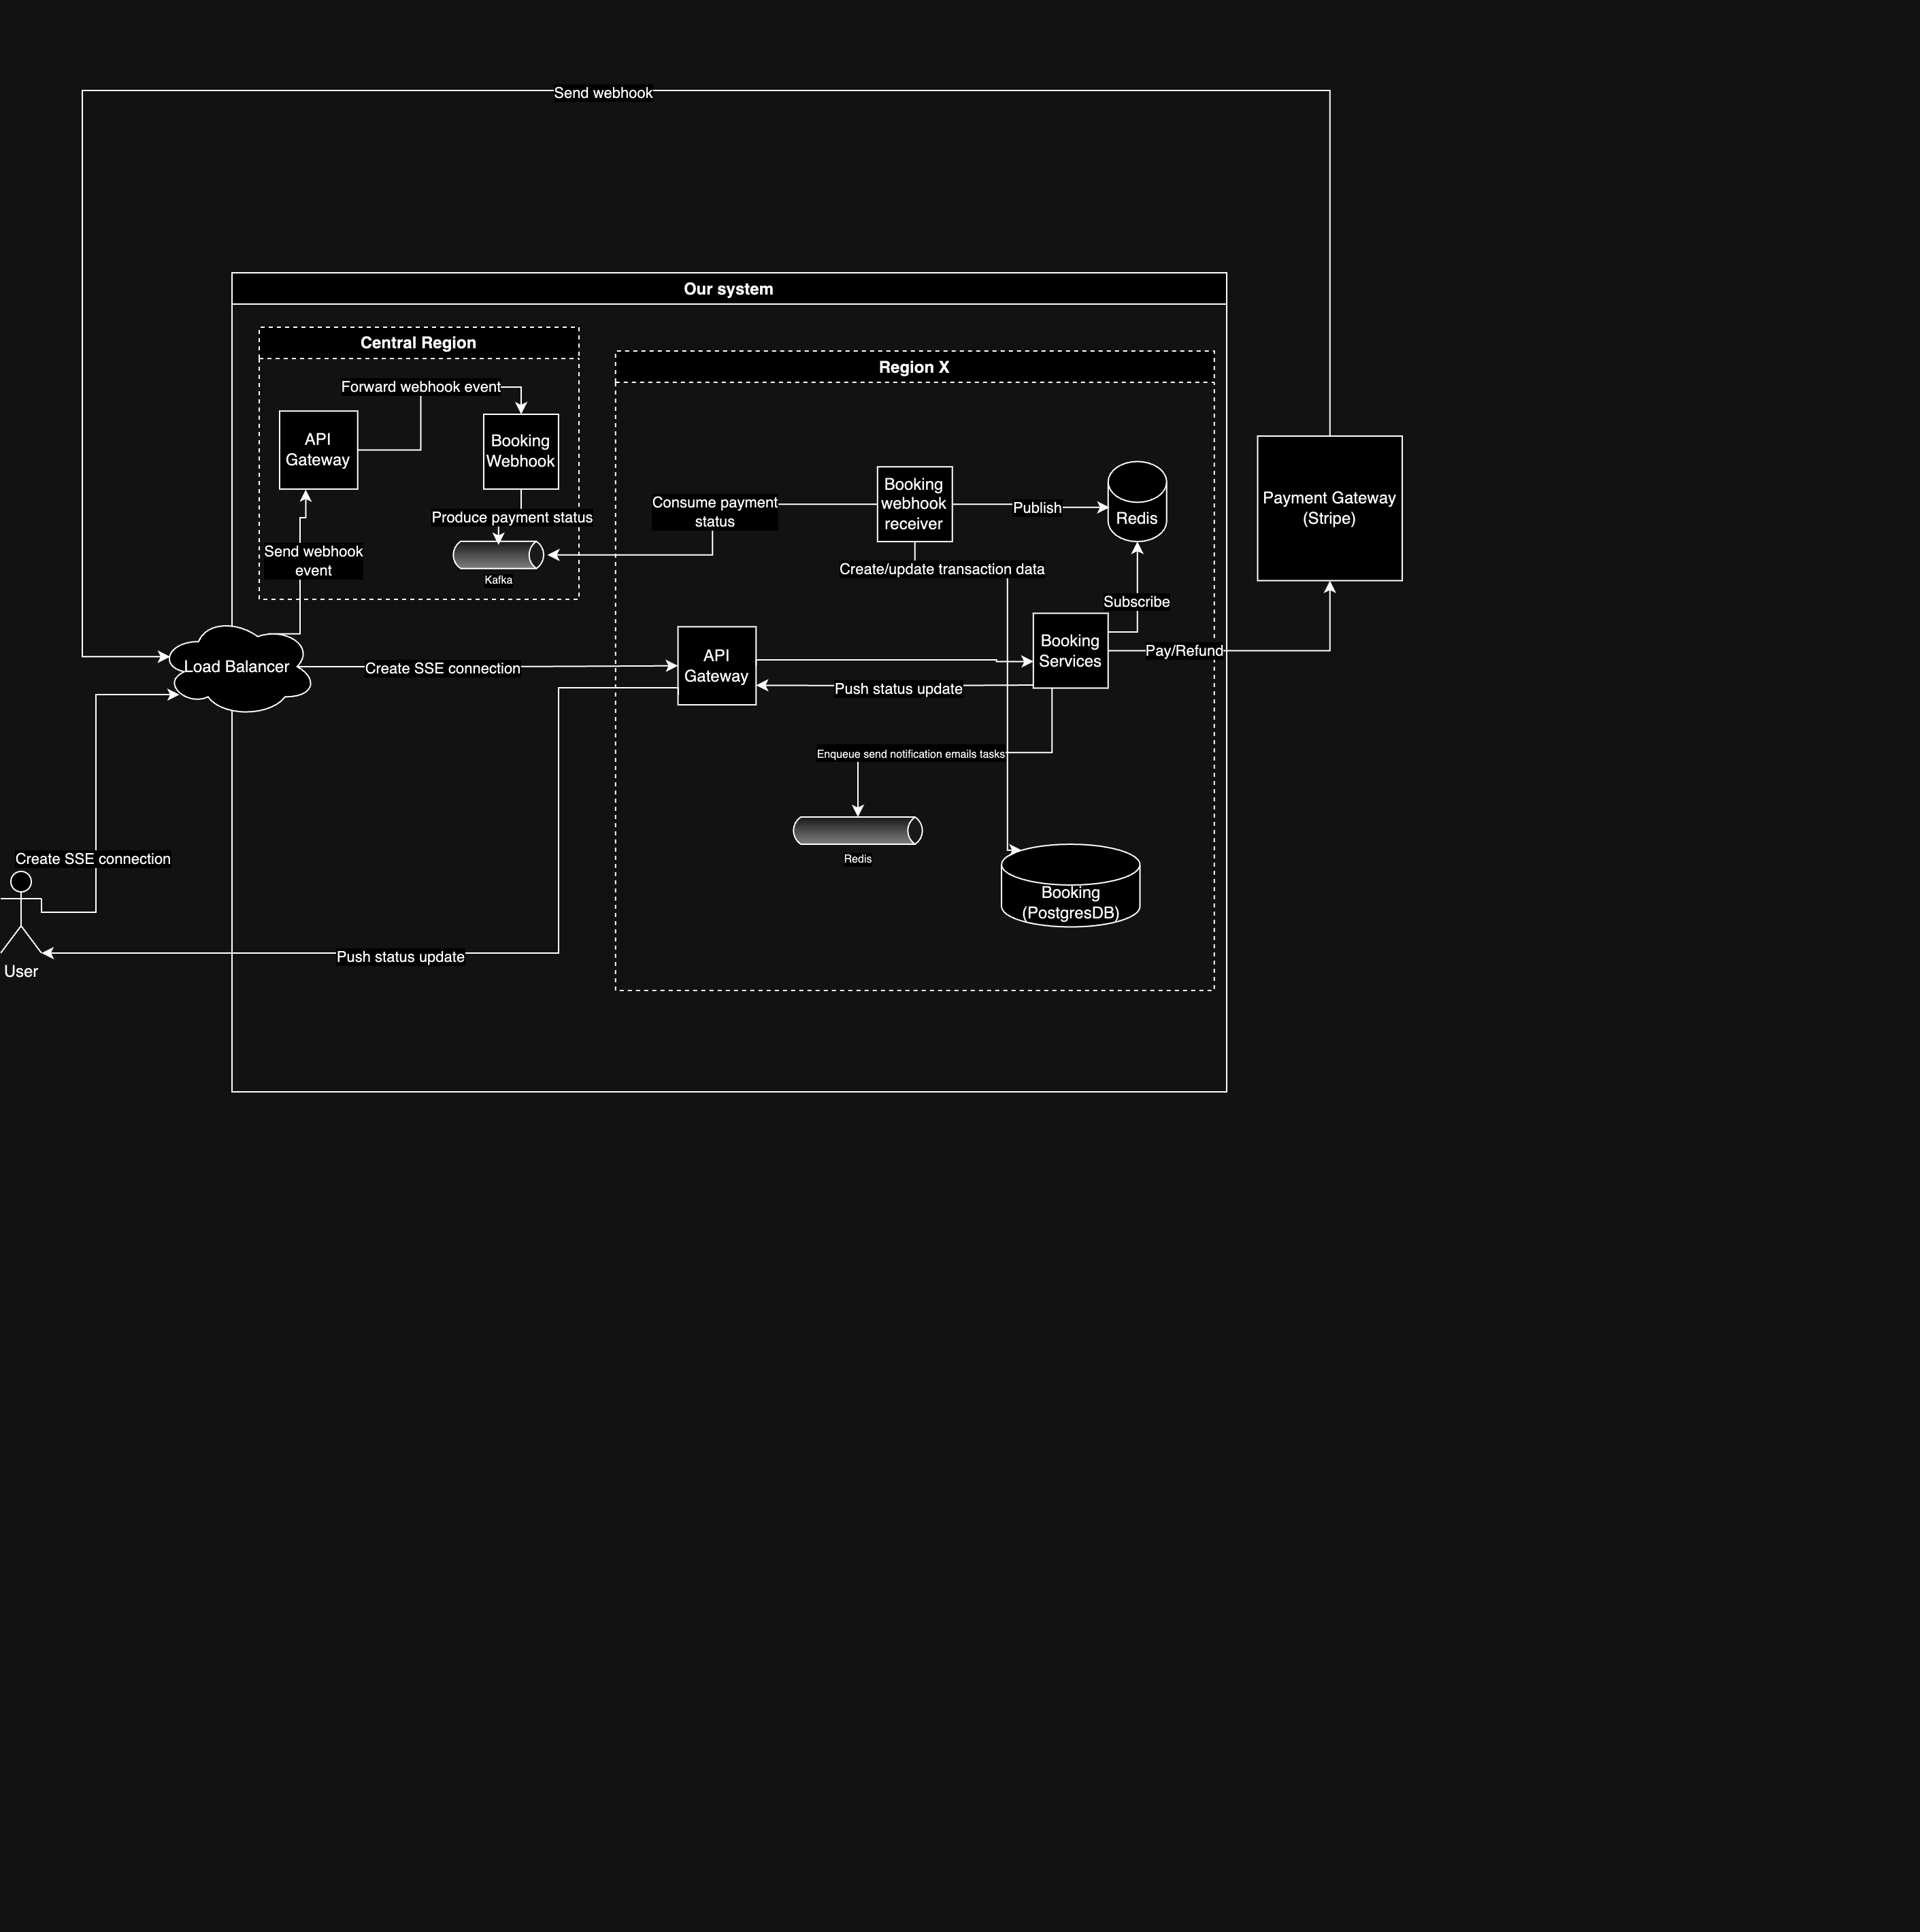 Send webhook
Our system
Central Region
Region X
Forward webhook event
API
Gateway
Booking
Webhook
Produce payment status
Send webhook
event
Kafka
Consume payment
status
Booking
webhook
receiver
Publish
Redis
Payment Gateway
(Stripe)
Create/update transaction data
Subscribe
Load Balancer
Create SSE connection
API
Gateway
Booking
Services
Pay/Refund
Push status update
Enqueue send notification emails tasks
Redis
Create SSE connection
Booking
(PostgresDB)
Push status update
User